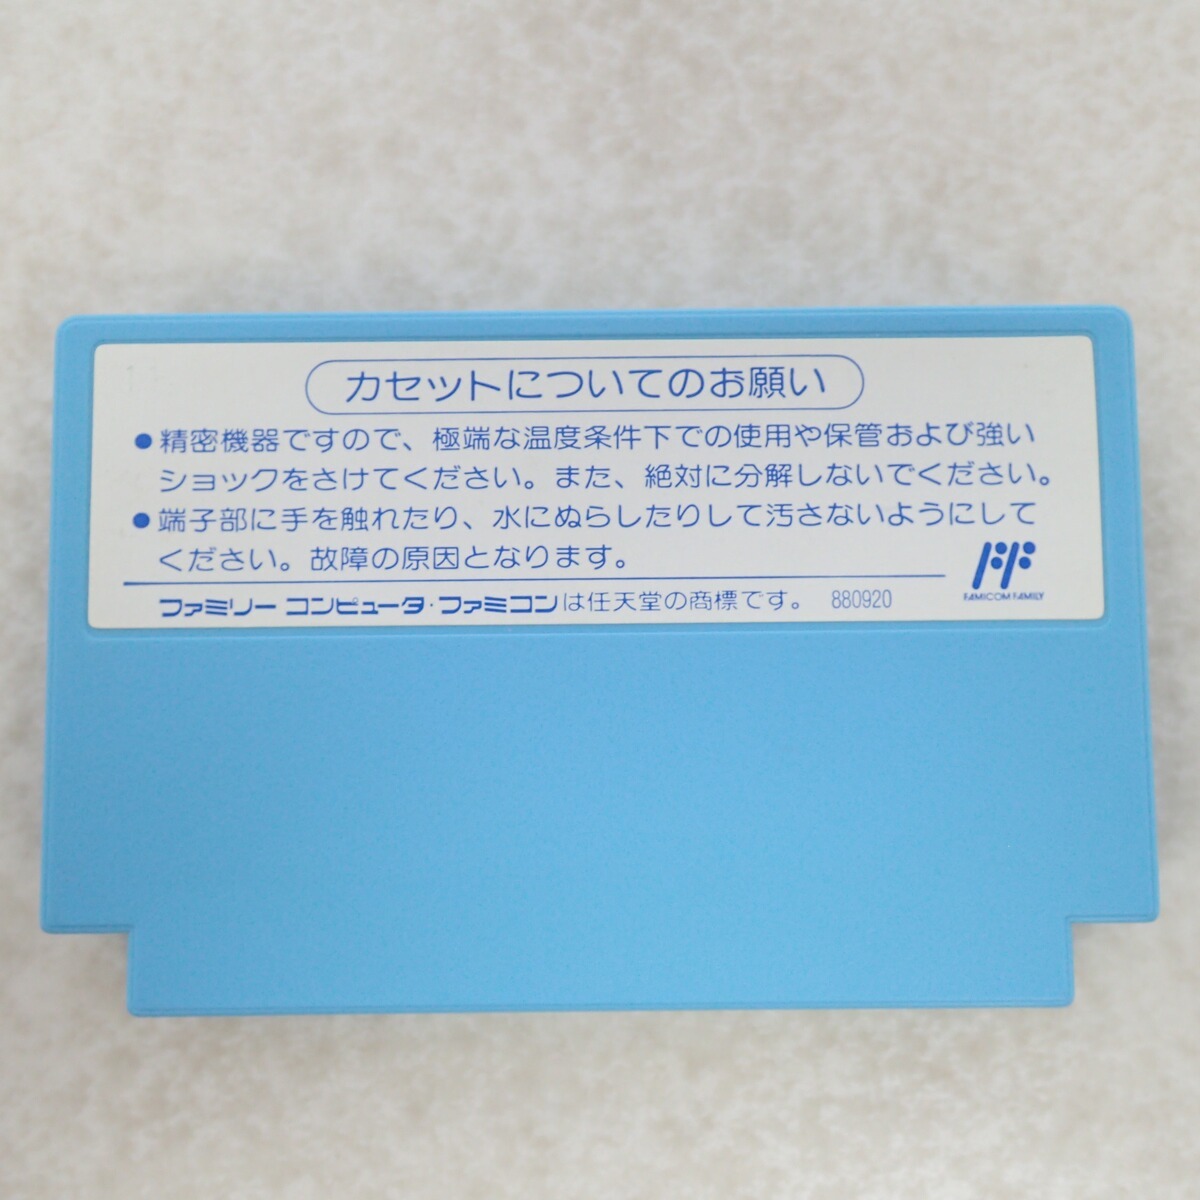 カセットについてのお願い
●精密機器ですので、極端な温度条件下での使用や保管および強い
ショックをさけてください。また、絶対に分解しないでください。
●端子部に手を触れたり、水にぬらしたりして汚さないようにして
ください。故障の原因となります。
FF
FAMICOM FAMILY
ファミリー コンピュータ・ファミコンは任天堂の商標です。 880920